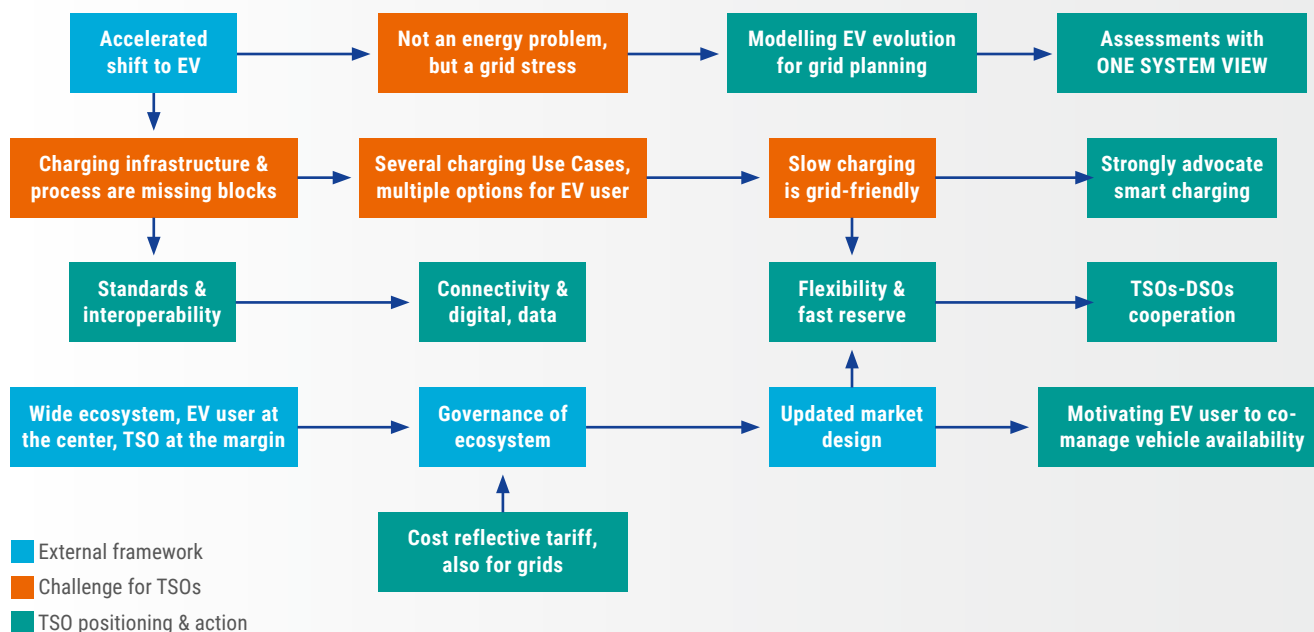 Accelerated
shift to EV
Not an energy problem,
but a grid stress
Modelling EV evolution
for grid planning
Assessments with
ONE SYSTEM VIEW
Charging infrastructure &
process are missing blocks
Several charging Use Cases,
multiple options for EV user
Slow charging
is grid-friendly
Strongly advocate
smart charging
Standards &
interoperability
Connectivity &
digital, data
Flexibility &
fast reserve
TSOs-DSOs
cooperation
Wide ecosystem, EV user at
the center, TSO at the margin
Governance of
ecosystem
Updated market
design
Motivating EV user to co-
manage vehicle availability
Cost reflective tariff,
also for grids
External framework
Challenge for TSOs
TSO positioning & action